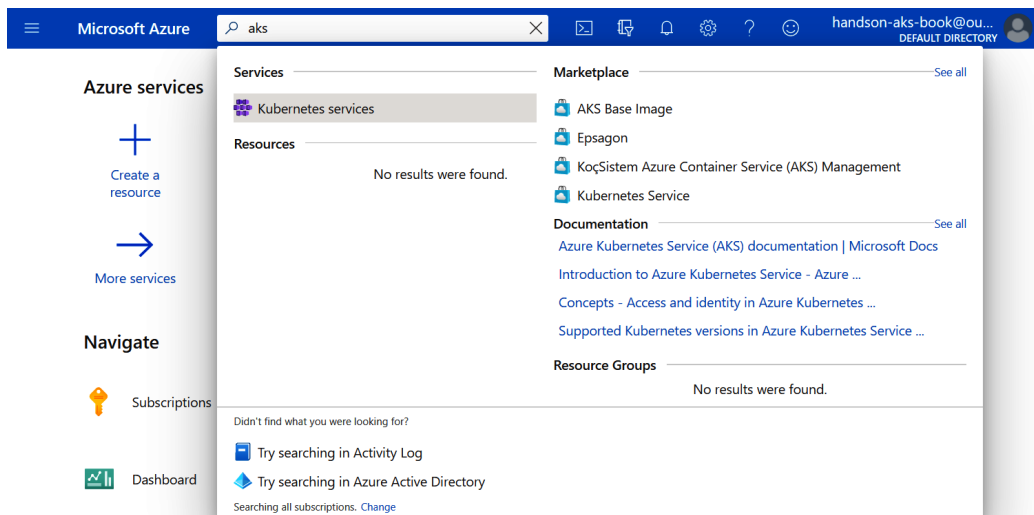 Microsoft Azure
aks
handson-aks-book@ou...
DEFAULT DIRECTORY
Azure services
Create a
resource
More services
Navigate
Subscriptions
Dashboard
Services
Kubernetes services
Resources
No results were found.
Marketplace
See all
AKS Base Image
Epsagon
KoçSistem Azure Container Service (AKS) Management
Kubernetes Service
Documentation
See all
Azure Kubernetes Service (AKS) documentation | Microsoft Docs
Introduction to Azure Kubernetes Service - Azure ...
Concepts - Access and identity in Azure Kubernetes ...
Supported Kubernetes versions in Azure Kubernetes Service ...
Resource Groups
No results were found.
Didn't find what you were looking for?
Try searching in Activity Log
Try searching in Azure Active Directory
Searching all subscriptions. Change